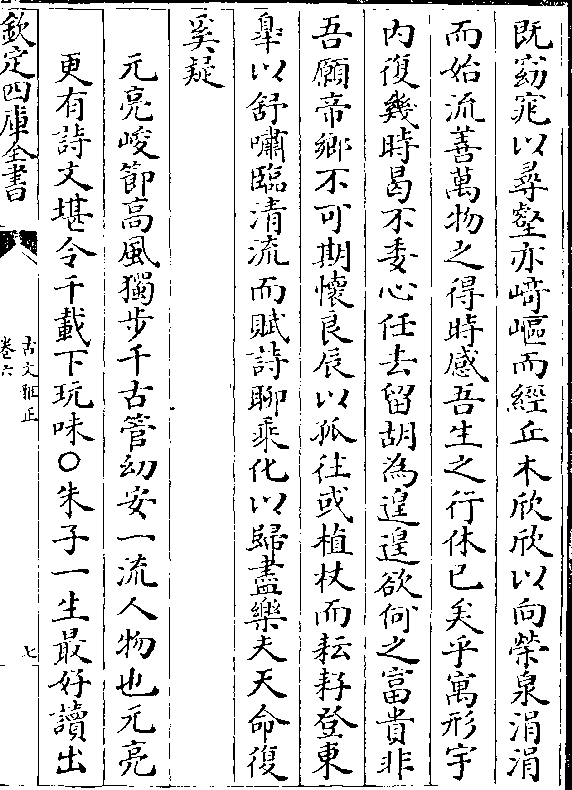 既窈窕以尋壑亦﨑嶇而經丘木欣欣以向榮泉涓涓
而始流善萬物之得時感吾生之行休已矣乎寓形宇
内復幾時曷不委心任去留胡為遑遑欲何之富貴非
吾願帝鄉不可期懷良辰以孤往或植杖而耘耔登東
臯以舒嘯臨清流而賦詩聊乘化以歸盡樂夫天命復
奚疑
元亮峻節高風獨步千古管幼安一流人物也元亮
更有詩文堪令千載下玩味○朱子一生最好讀出
欽定四庫全書
古文雅正
卷六
七